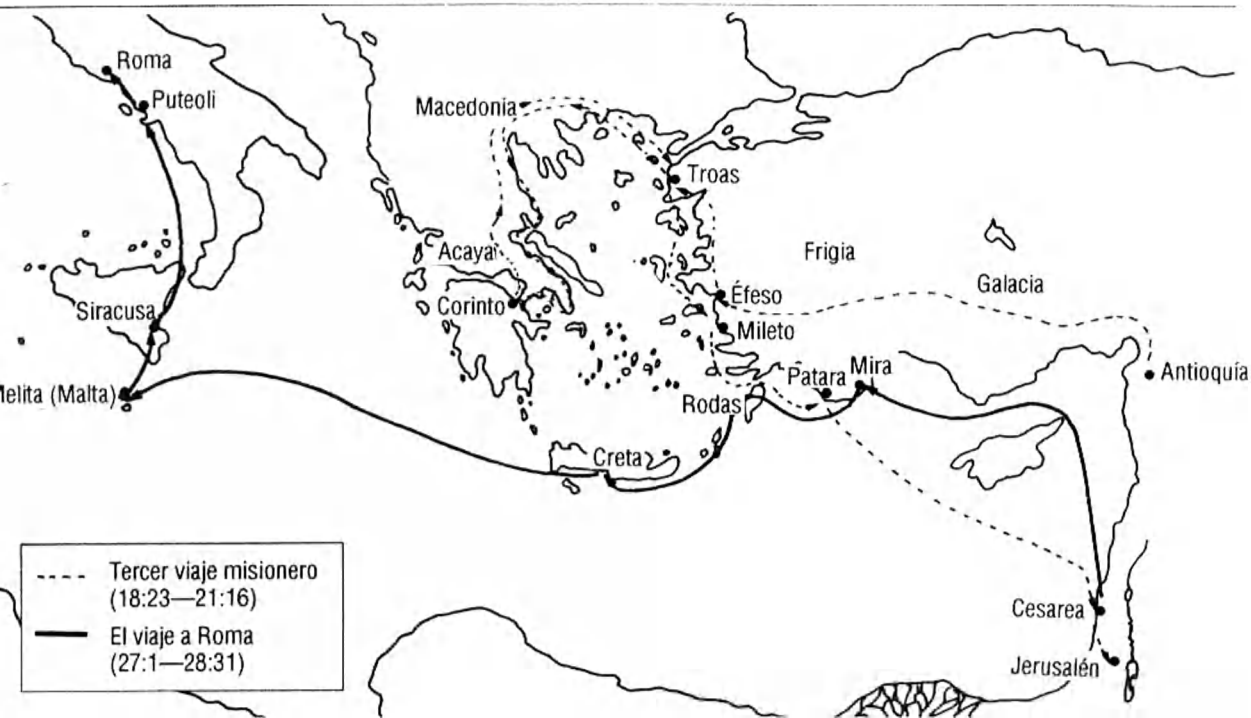 Roma
Puteoli
Macedonia
Troas
Acaya
Frigia
Galacia
Corinto
Éfeso
Siracusa
Mileto
Melita (Malta)
Patara
Mira
Antioquía
Rodas
Creta
Tercer viaje misionero
(18:23—21:16)
El viaje a Roma
(27:1—28:31)
Cesarea
Jerusalén